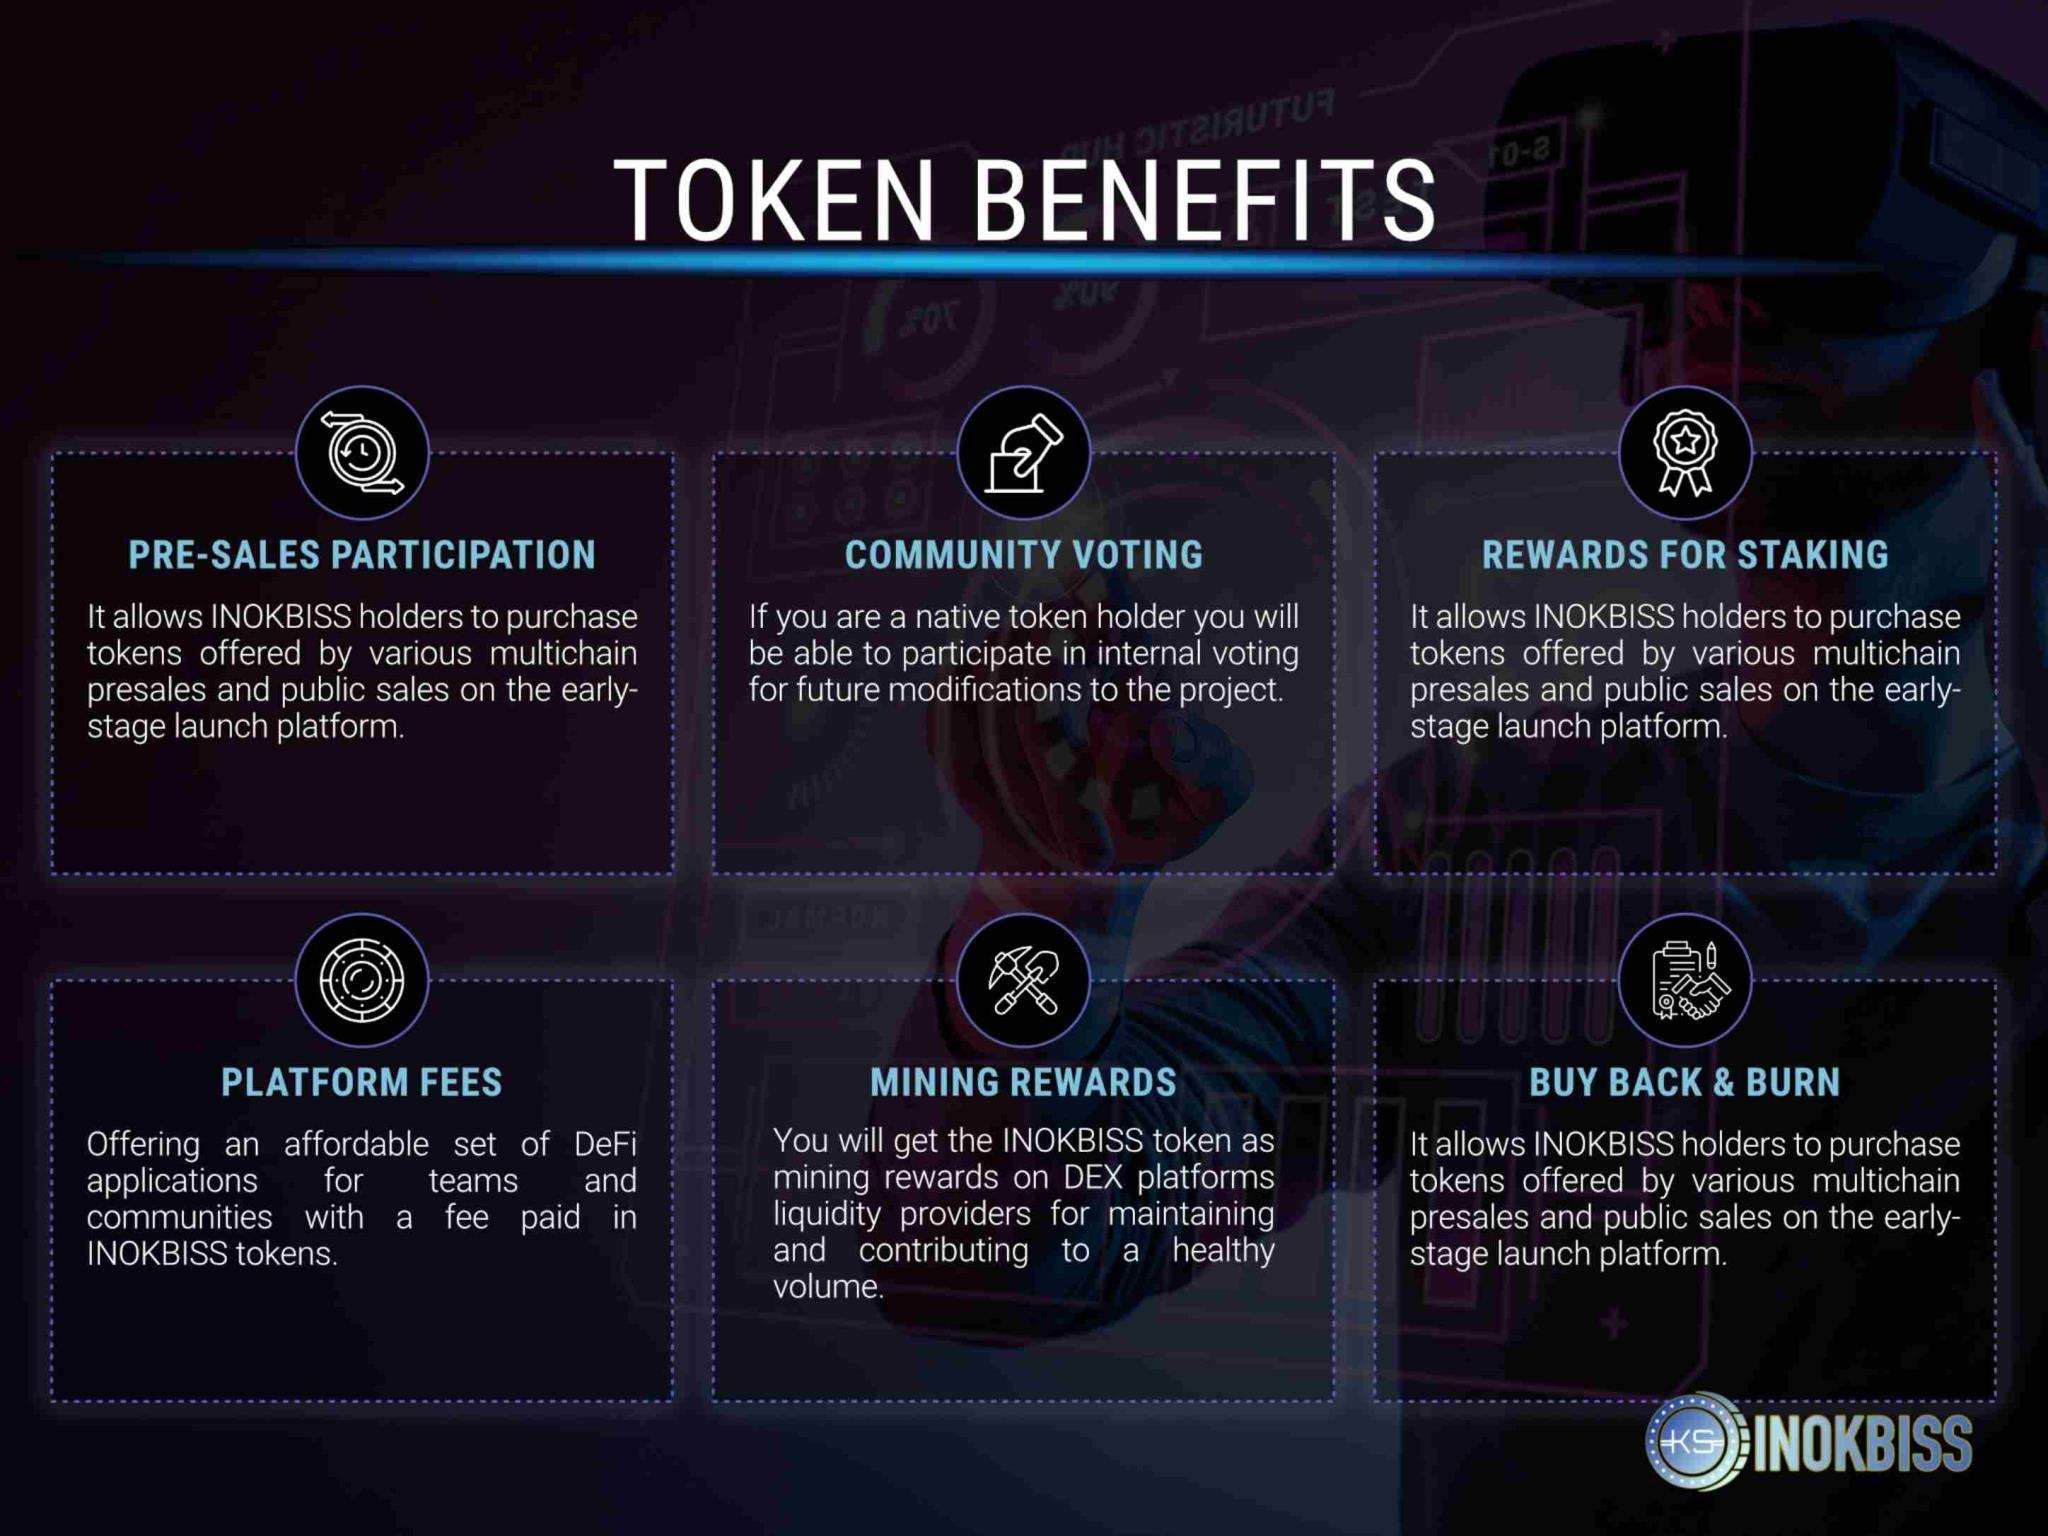 FUTURISTIC HUD
S-01
TOKEN BENEFITS
70%
90%
PRE-SALES PARTICIPATION
It allows INOKBISS holders to purchase
tokens offered by various multichain
presales and public sales on the early-
stage launch platform.
COMMUNITY VOTING
If you are a native token holder you will
be able to participate in internal voting
for future modifications to the project.
REWARDS FOR STAKING
It allows INOKBISS holders to purchase
tokens offered by various multichain
presales and public sales on the early-
stage launch platform.
NORMAL
PLATFORM FEES
Offering an affordable set of DeFi
applications for teams and
communities with a fee paid in
INOKBISS tokens.
MINING REWARDS
You will get the INOKBISS token as
mining rewards on DEX platforms
liquidity providers for maintaining
and contributing to a healthy
volume.
BUY BACK & BURN
It allows INOKBISS holders to purchase
tokens offered by various multichain
presales and public sales on the early-
stage launch platform.
KS INOKBISS